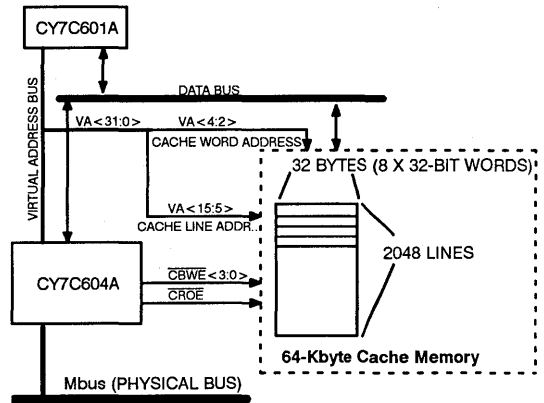 CY7C601A
DATA BUS
VIRTUAL ADDRESS BUS
VA<31:0>
VA<4:2>
CACHE WORD ADDRESS
32 BYTES (8 X 32-BIT WORDS)
VA<15:5>
CACHE LINE ADDR..
2048 LINES
CY7C604A
CBWE<3:0>
CROE
64-Kbyte Cache Memory
Mbus (PHYSICAL BUS)